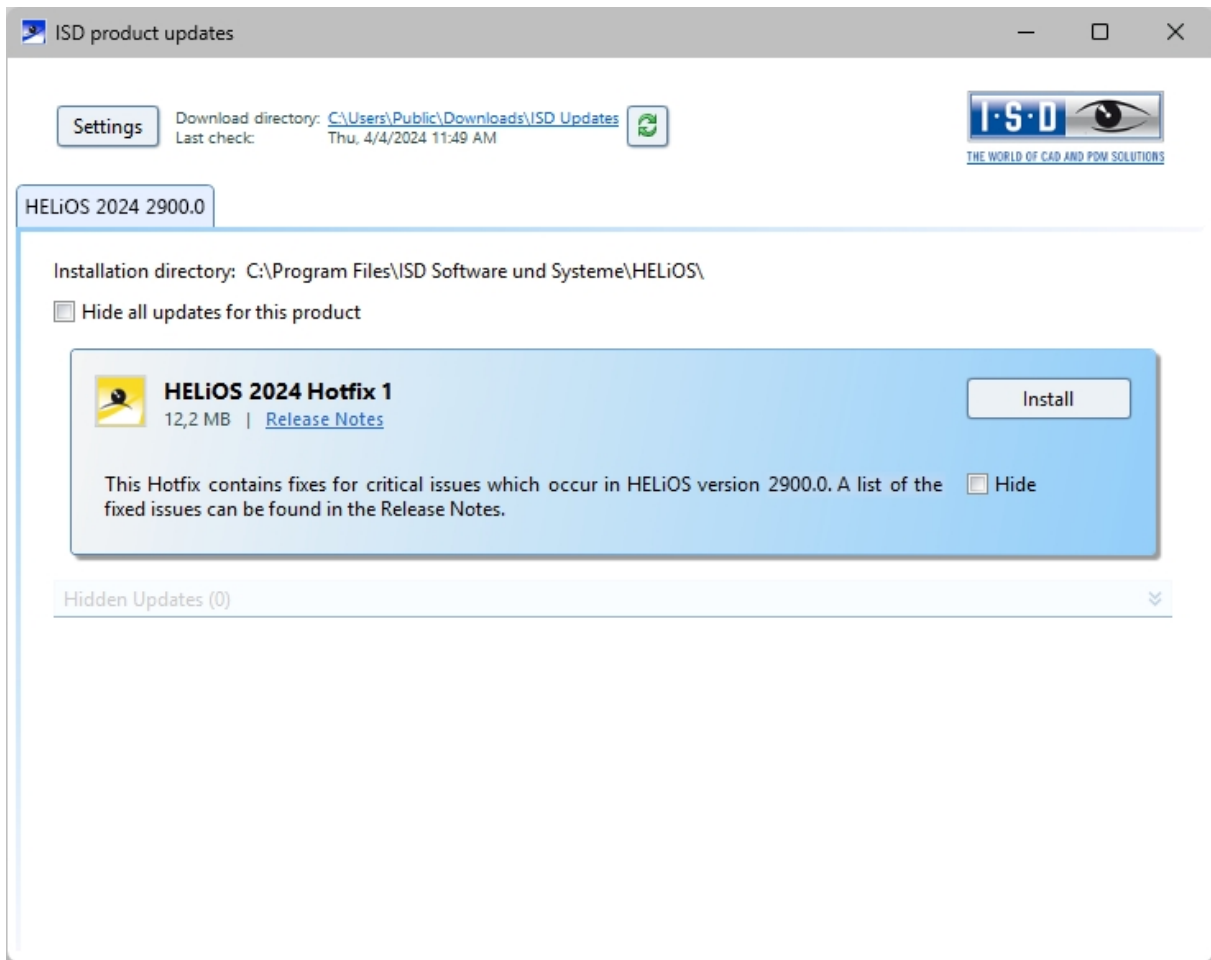 ISD product updates
Settings
Download directory: C:\Users\Public\Downloads\ISD Updates
Last check: Thu, 4/4/2024 11:49 AM
I·S·D
THE WORLD OF CAD AND PDM SOLUTIONS
HELiOS 2024 2900.0
Installation directory: C:\Program Files\ISD Software und Systeme\HELiOS\
Hide all updates for this product
HELiOS 2024 Hotfix 1
12,2 MB | Release Notes
Install
This Hotfix contains fixes for critical issues which occur in HELiOS version 2900.0. A list of the
fixed issues can be found in the Release Notes.
Hide
Hidden Updates (0)